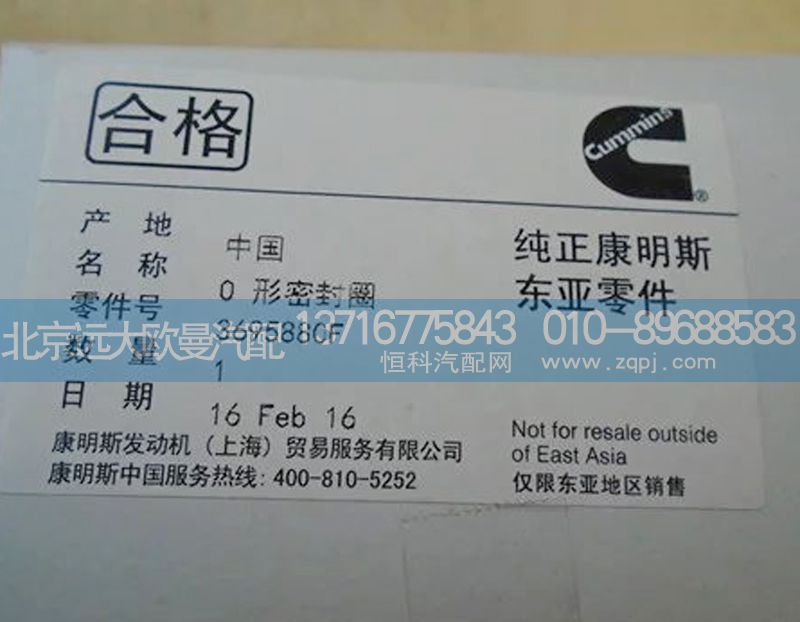 合格
Cummins
®
纯正康明斯
东亚零件
产 地 中国
名 称 O 形密封圈
零件号 3695880F
数 量 1
日 期 16 Feb 16
北京远大欧曼汽配 13716775843 010-89688583
恒科汽配网 www.zqpj.com
康明斯发动机（上海）贸易服务有限公司
康明斯中国服务热线: 400-810-5252
Not for resale outside
of East Asia
仅限东亚地区销售